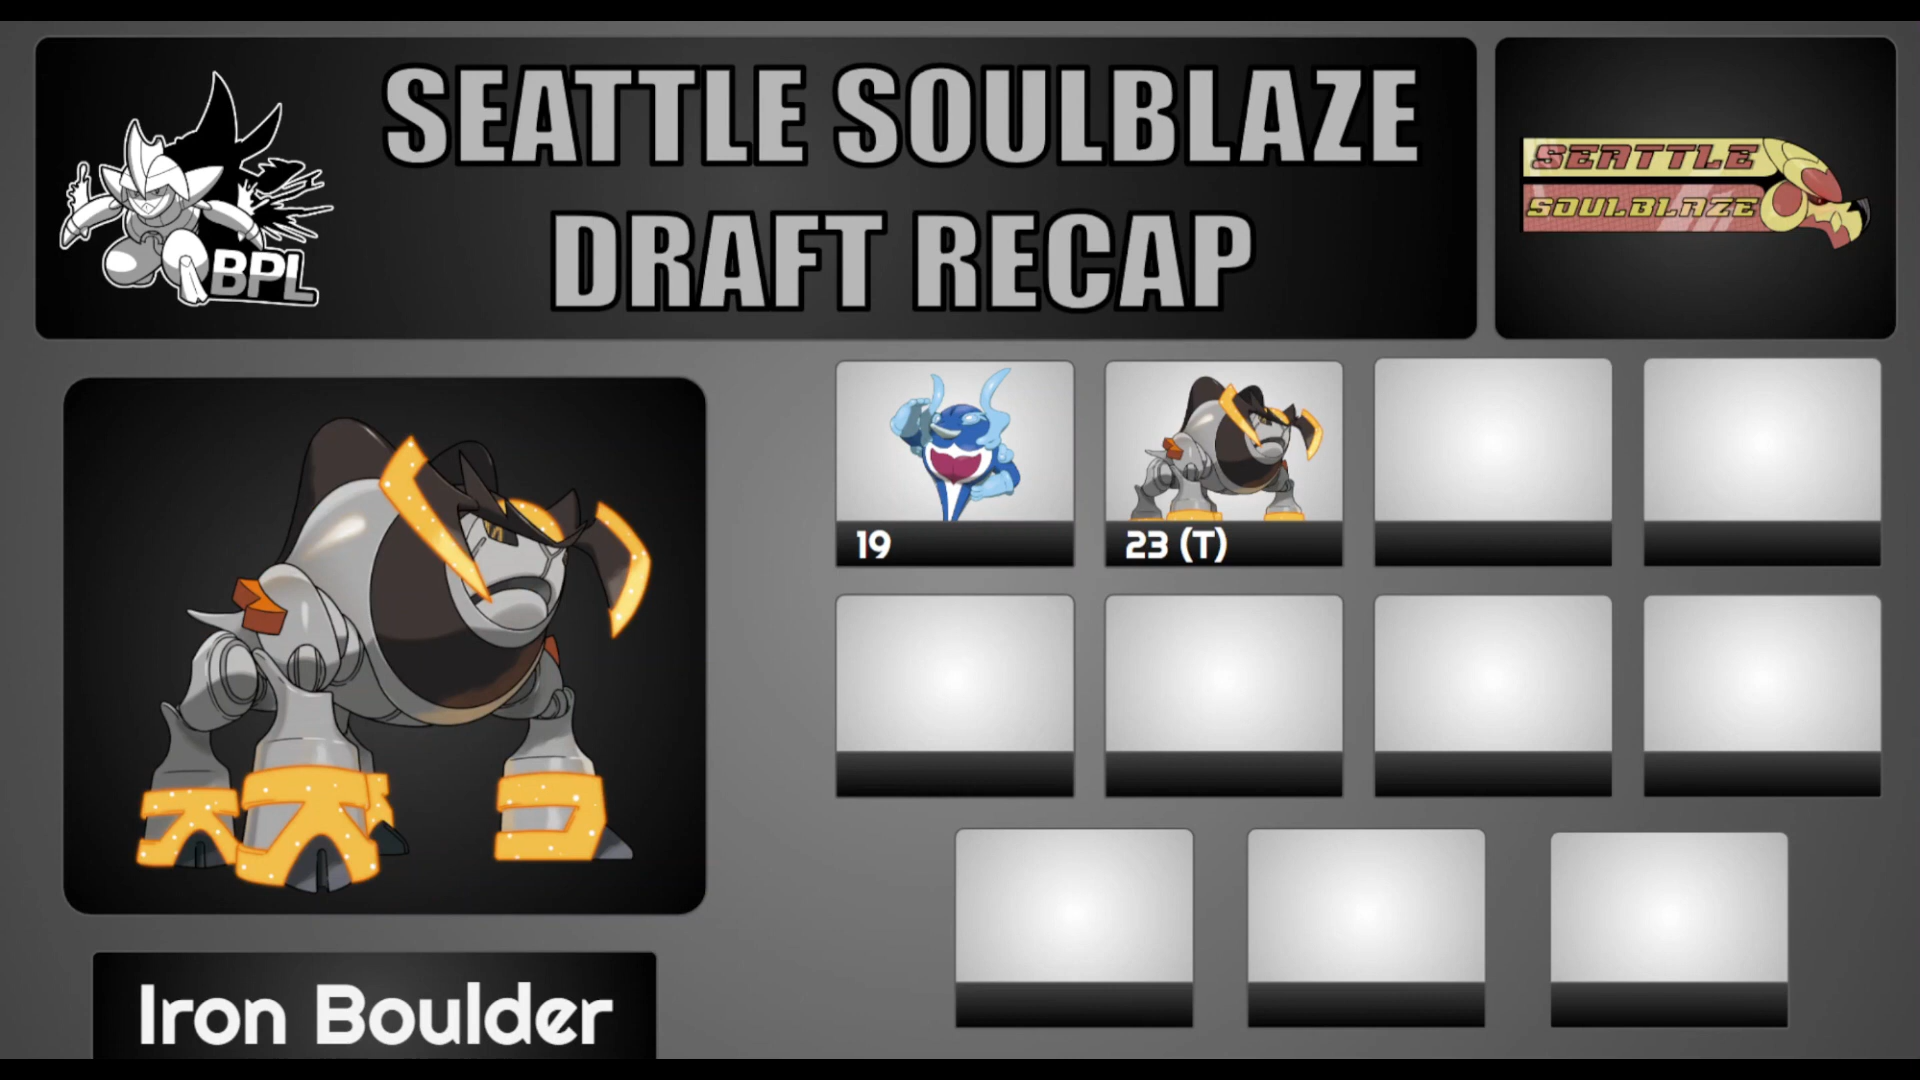 SEATTLE SOULBLAZE
DRAFT RECAP
BPL
SEATTLE
SOULBLAZE
19
23 (T)
Iron Boulder